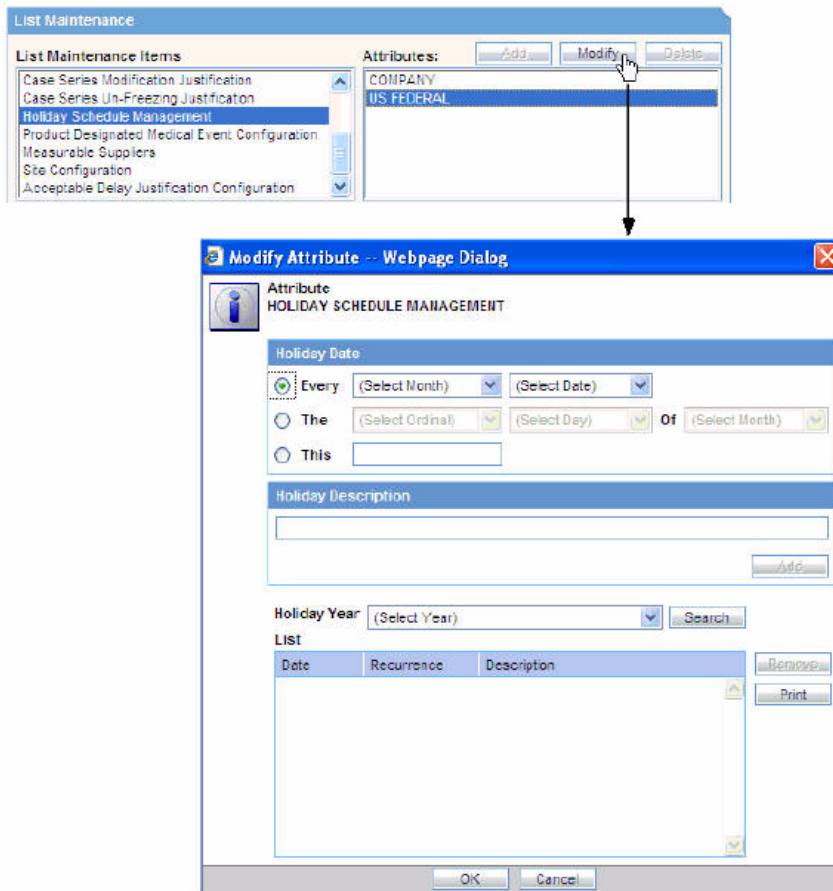 List Maintenance
List Maintenance Items
Attributes:
Add
Modify
Delete
Case Series Modification Justification
Case Series Un-Freezing Justification
Holiday Schedule Management
Product Designated Medical Event Configuration
Measurable Suppliers
Site Configuration
Acceptable Delay Justification Configuration
COMPANY
US FEDERAL
Modify Attribute -- Webpage Dialog
Attribute
HOLIDAY SCHEDULE MANAGEMENT
Holiday Date
Every (Select Month) (Select Date)
The (Select Ordinal) (Select Day) Of (Select Month)
This
Holiday Description
Add
Holiday Year (Select Year) Search
List
Date Recurrence Description
Remove
Print
OK Cancel